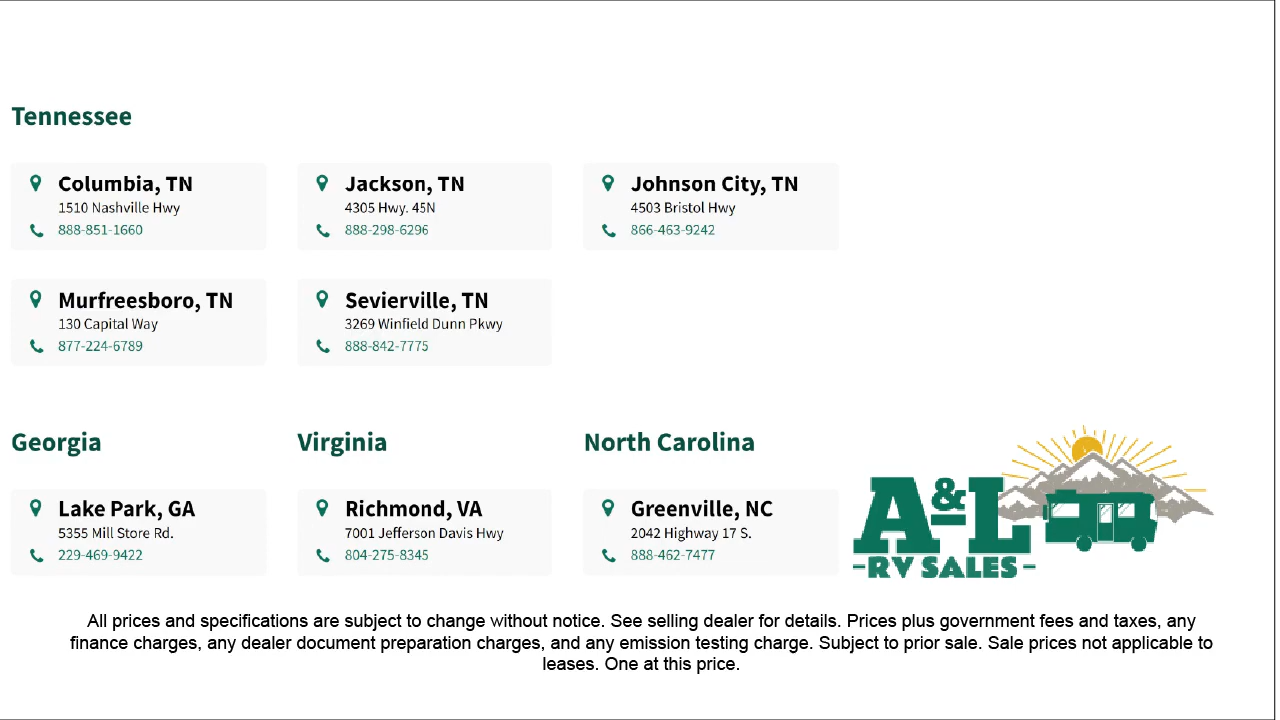 Tennessee
Columbia, TN
1510 Nashville Hwy
888-851-1660
Jackson, TN
4305 Hwy. 45N
888-298-6296
Johnson City, TN
4503 Bristol Hwy
866-463-9242
Murfreesboro, TN
130 Capital Way
877-224-6789
Sevierville, TN
3269 Winfield Dunn Pkwy
888-842-7775
Georgia
Lake Park, GA
5355 Mill Store Rd.
229-469-9422
Virginia
Richmond, VA
7001 Jefferson Davis Hwy
804-275-8345
North Carolina
Greenville, NC
2042 Highway 17 S.
888-462-7477
A&L
-RV SALES-
All prices and specifications are subject to change without notice. See selling dealer for details. Prices plus government fees and taxes, any
finance charges, any dealer document preparation charges, and any emission testing charge. Subject to prior sale. Sale prices not applicable to
leases. One at this price.